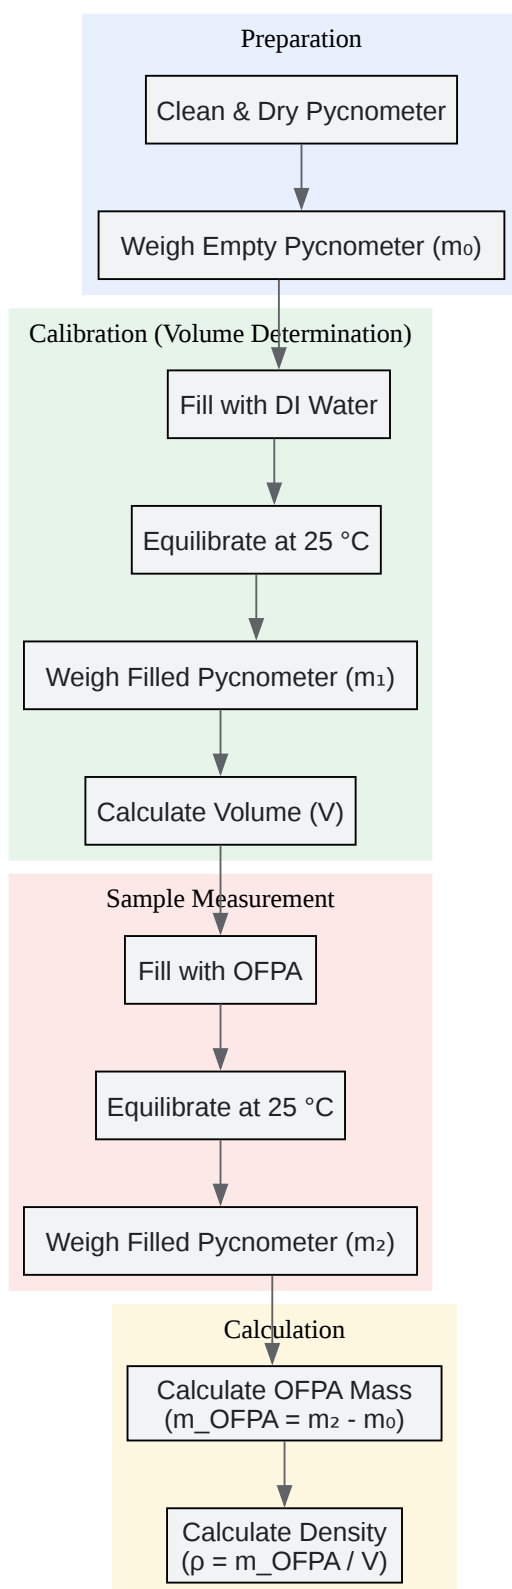 Preparation
Clean & Dry Pycnometer
Weigh Empty Pycnometer (m₀)
Calibration (Volume Determination)
Fill with DI Water
Equilibrate at 25 °C
Weigh Filled Pycnometer (m₁)
Calculate Volume (V)
Sample Measurement
Fill with OFPA
Equilibrate at 25 °C
Weigh Filled Pycnometer (m₂)
Calculation
Calculate OFPA Mass
(m_OFPA = m₂ - m₀)
Calculate Density
(ρ = m_OFPA / V)